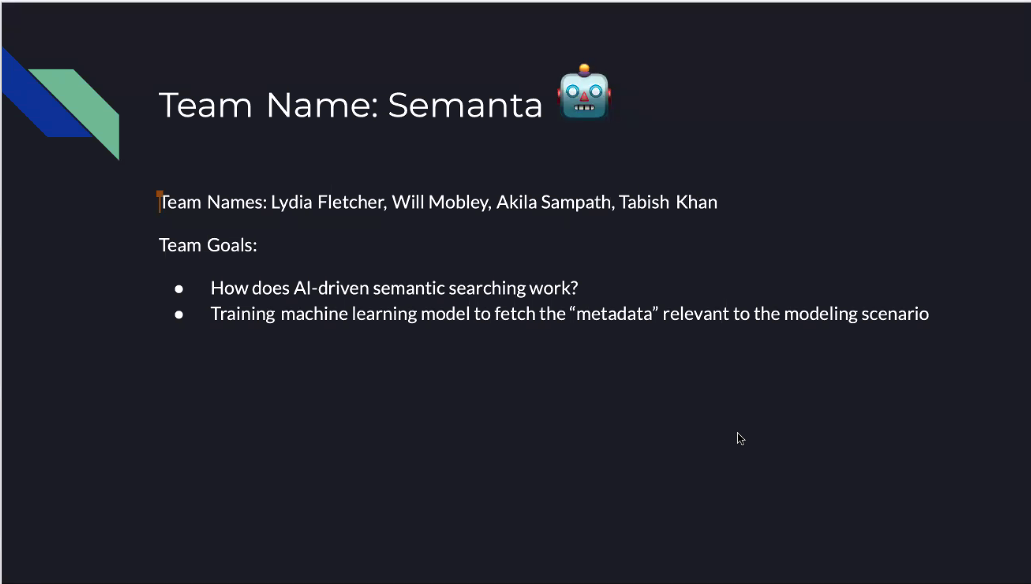 Team Name: Semanta
Team Names: Lydia Fletcher, Will Mobley, Akila Sampath, Tabish Khan
Team Goals:
● How does AI-driven semantic searching work?
● Training machine learning model to fetch the “metadata” relevant to the modeling scenario